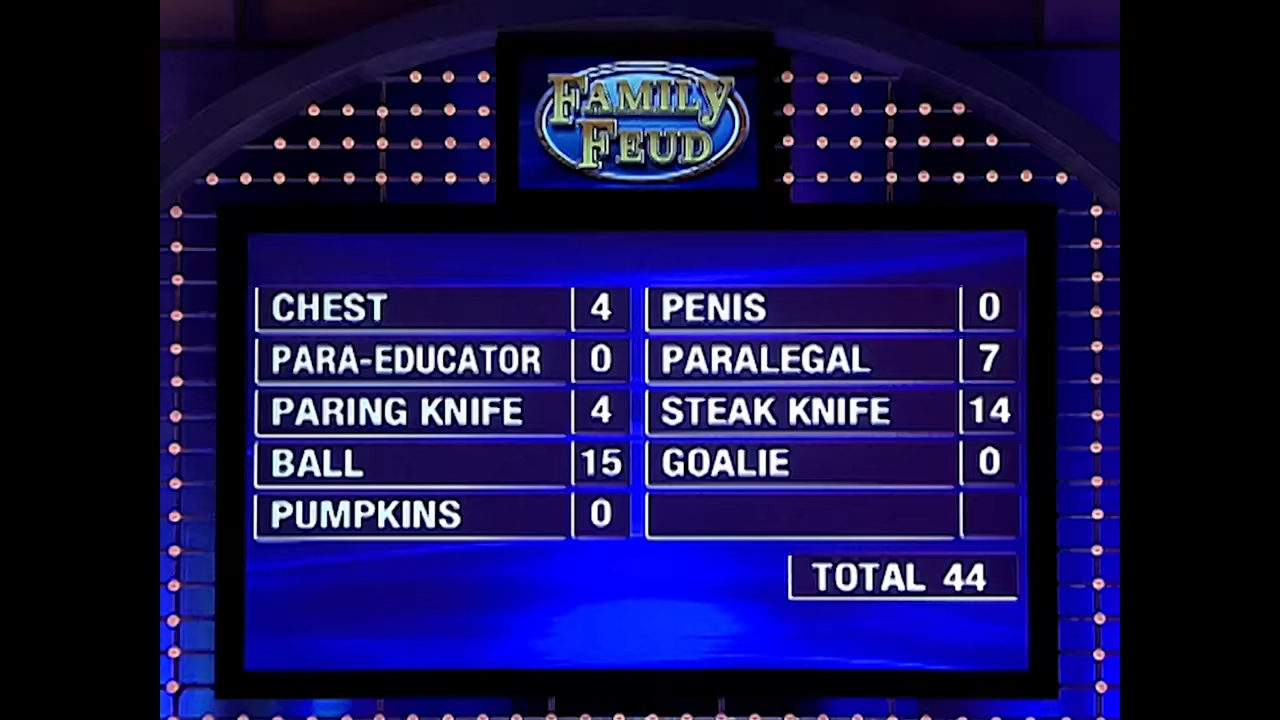 FAMILY
FEUD
CHEST 4
PARA-EDUCATOR 0
PARING KNIFE 4
BALL 15
PUMPKINS 0
PENIS 0
PARALEGAL 7
STEAK KNIFE 14
GOALIE 0
TOTAL 44